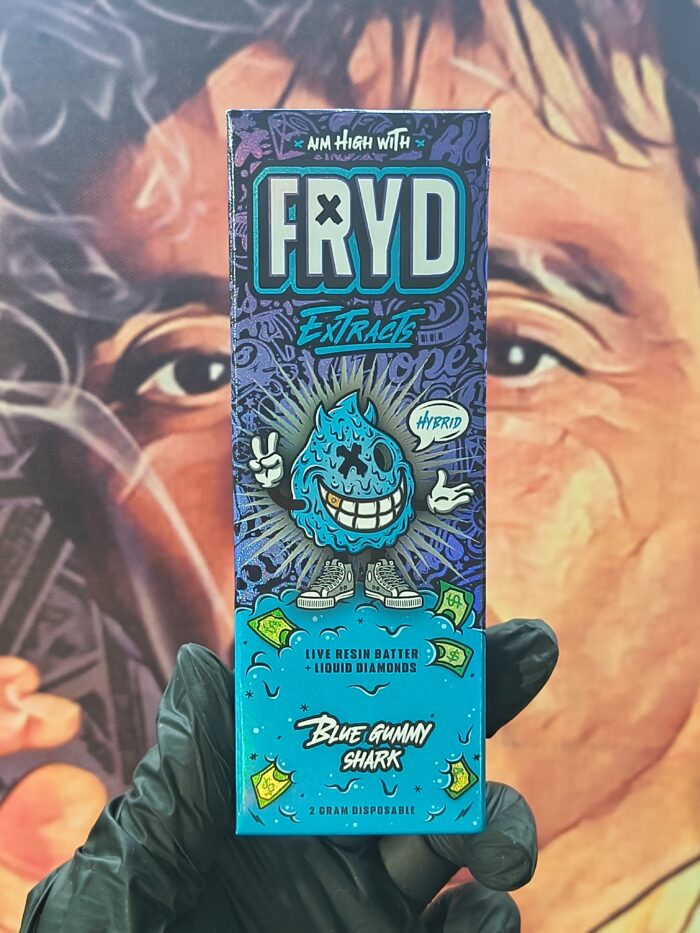 AIM HIGH WITH
FRYD
EXTRACTS
HYBRID
LIVE RESIN BATTER
+ LIQUID DIAMONDS
BLUE GUMMY
SHARK
2 GRAM DISPOSABLE